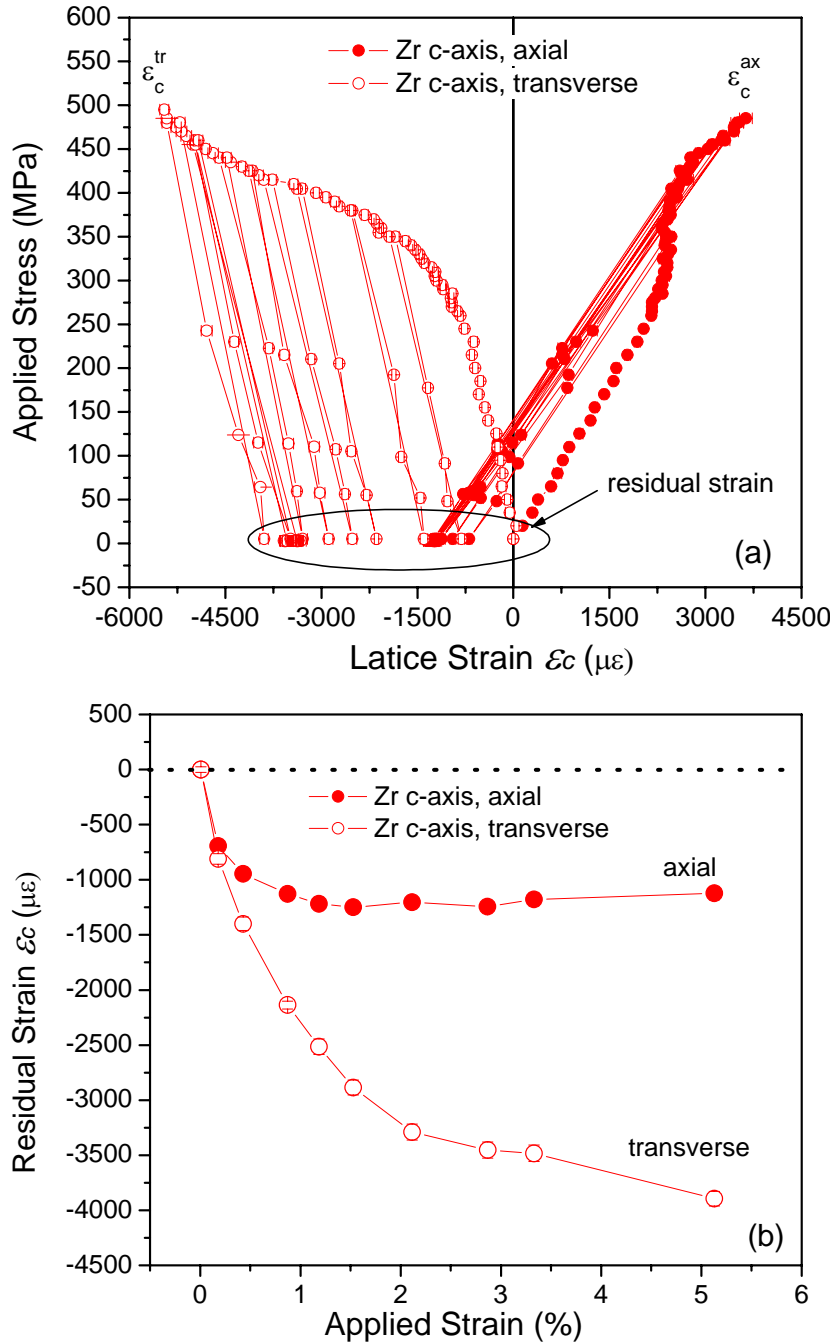 600
550
500
450
400
350
300
250
200
150
100
50
0
-50
Applied Stress (MPa)
ε_c^tr
Zr c-axis, axial
Zr c-axis, transverse
ε_c^ax
residual strain
(a)
-6000 -4500 -3000 -1500 0 1500 3000 4500
Latice Strain εc (με)
500
0
-500
-1000
-1500
-2000
-2500
-3000
-3500
-4000
-4500
Residual Strain εc (με)
Zr c-axis, axial
Zr c-axis, transverse
axial
transverse
(b)
0 1 2 3 4 5 6
Applied Strain (%)